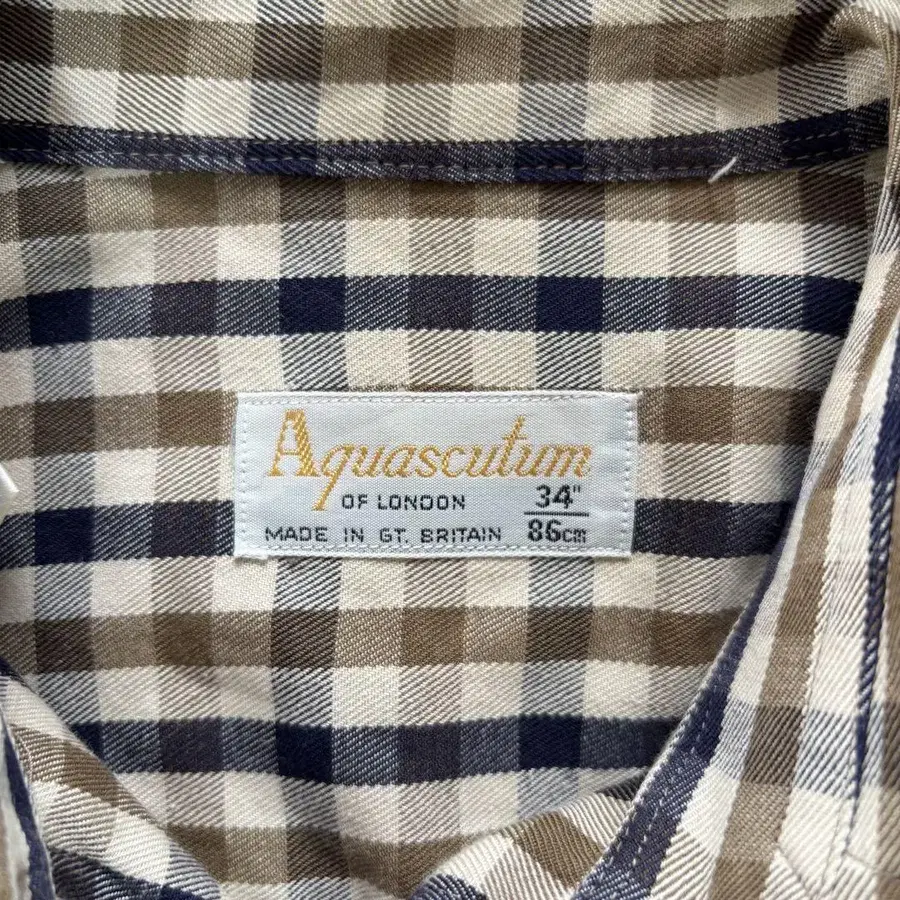 Aquascutum
OF LONDON
34"
MADE IN GT. BRITAIN
86cm